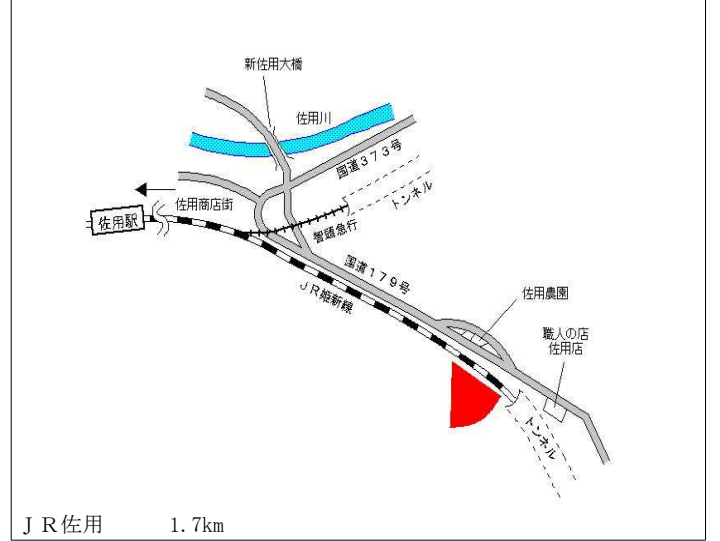 新佐用大橋
佐用川
国道373号
トンネル
佐用商店街
佐用駅
智頭急行
国道179号
JR姫新線
佐用農園
職人の店
佐用店
トンネル
JR佐用 1.7km